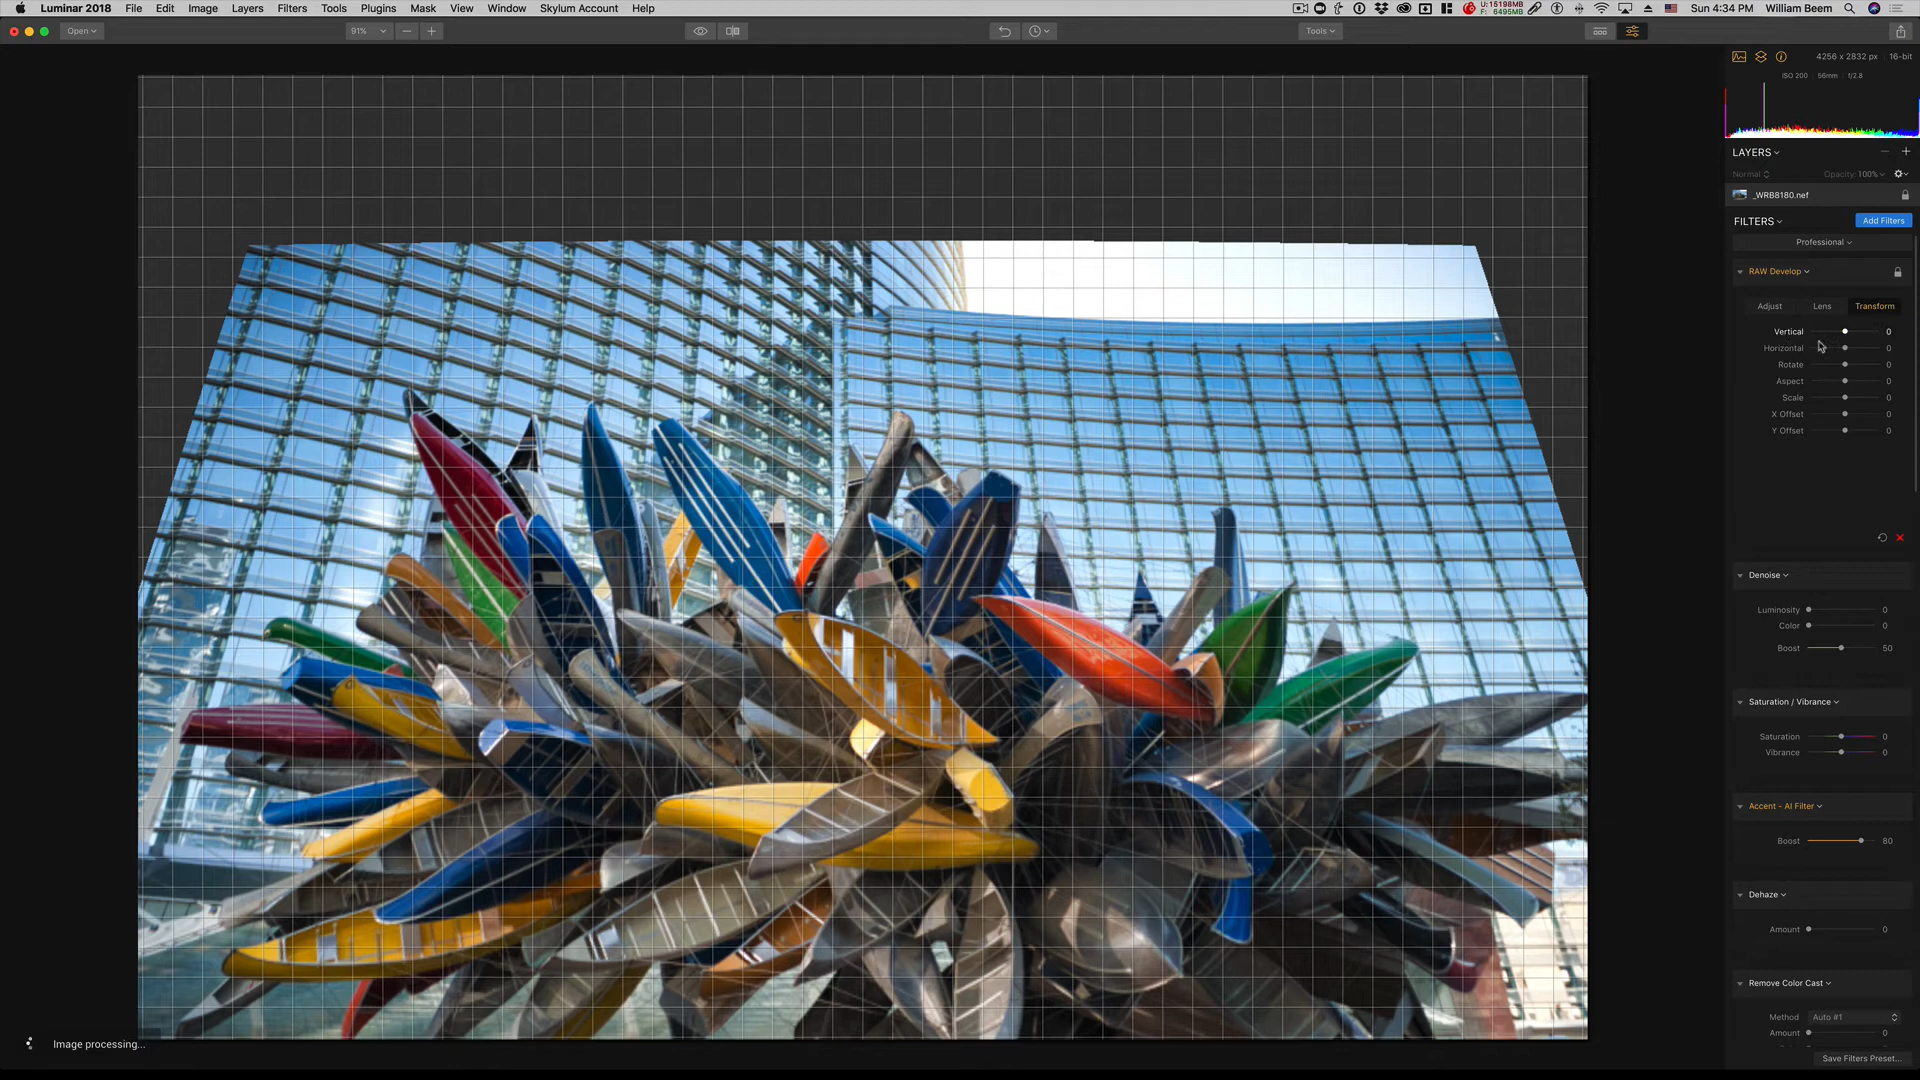 Luminar 2018 File Edit Image Layers Filters Tools Plugins Mask View Window Skylum Account Help U:15198MB F: 6495MB Sun 4:34 PM William Beem
Open 91% Tools
4256 x 2832 px 16-bit
ISO 200 56mm f/2.8
LAYERS
Normal Opacity: 100%
_WRB8180.nef
FILTERS Add Filters
Professional
RAW Develop
Adjust Lens Transform
Vertical 0
Horizontal 0
Rotate 0
Aspect 0
Scale 0
X Offset 0
Y Offset 0
Denoise
Luminosity 0
Color 0
Boost 50
Saturation / Vibrance
Saturation 0
Vibrance 0
Accent - AI Filter
Boost 80
Dehaze
Amount 0
Remove Color Cast
Method Auto #1
Amount 0
Image processing...
Save Filters Preset...